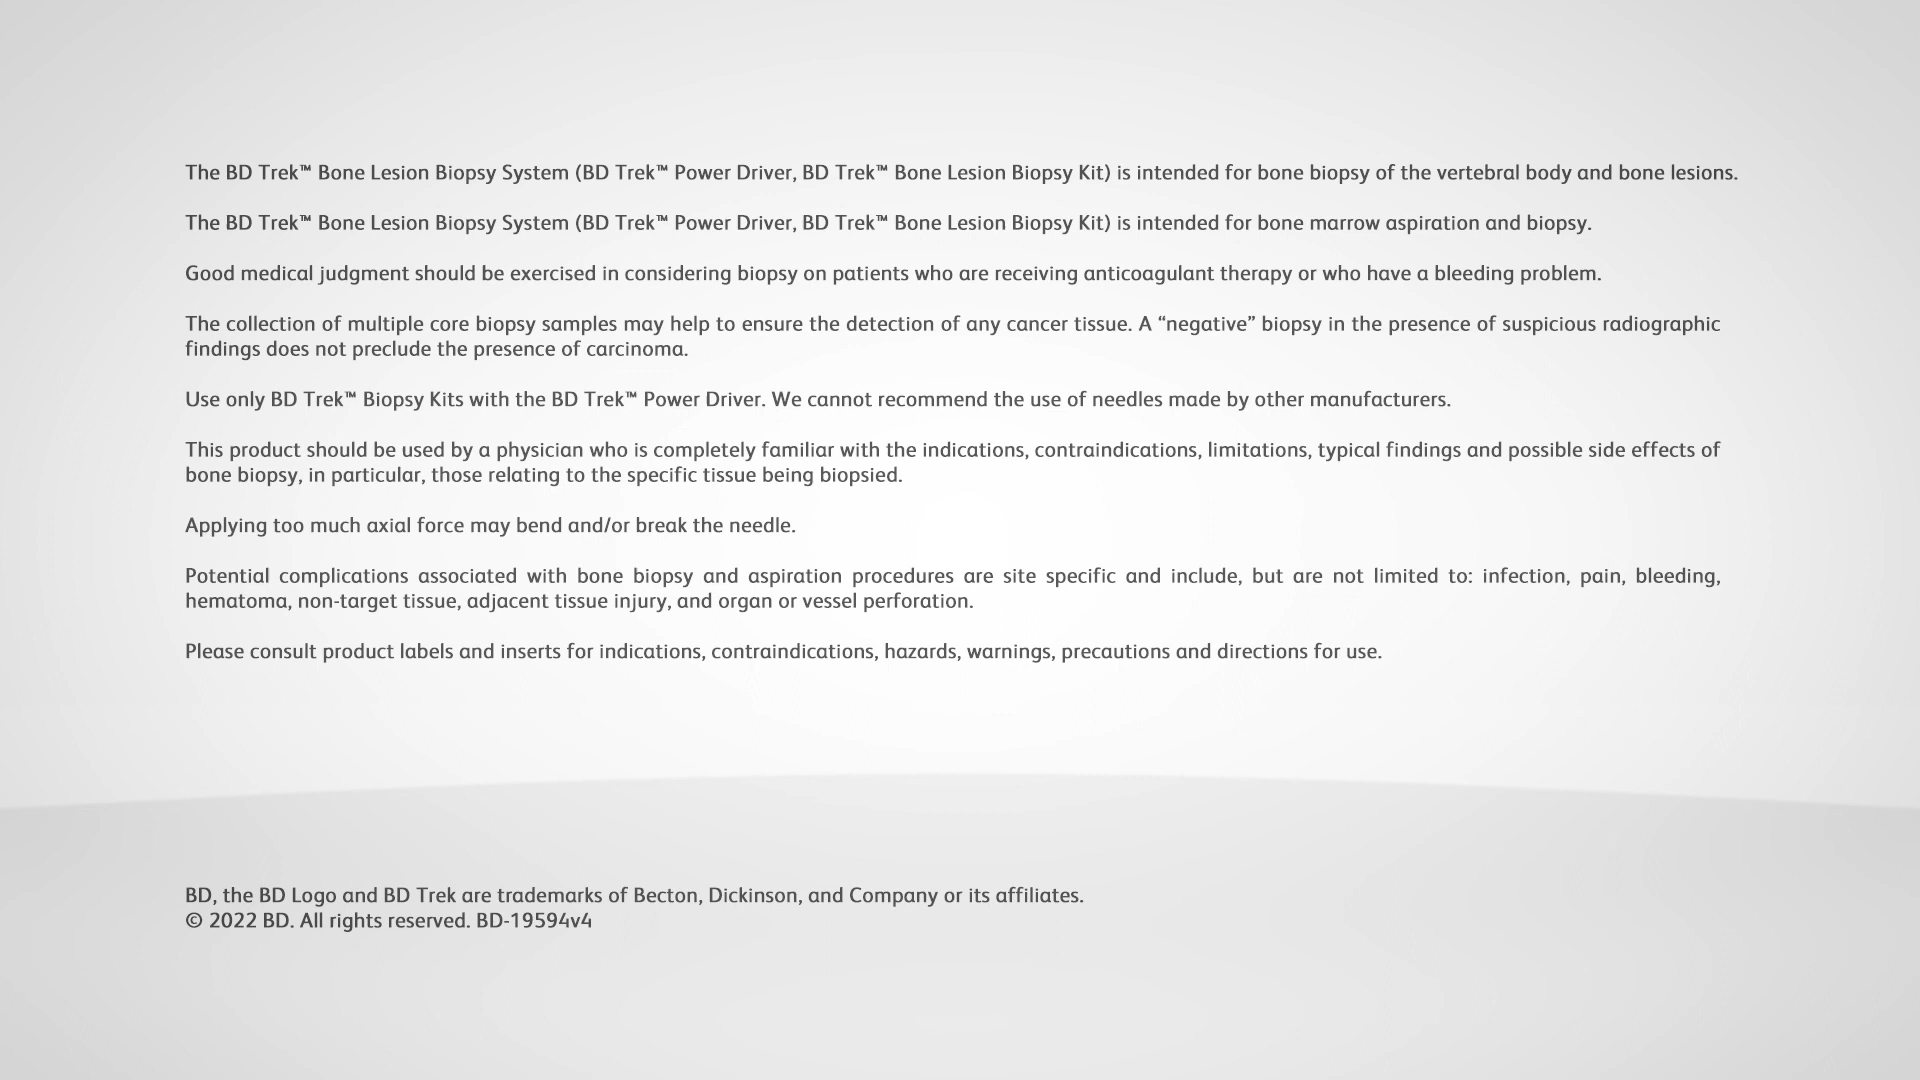 The BD Trek™ Bone Lesion Biopsy System (BD Trek™ Power Driver, BD Trek™ Bone Lesion Biopsy Kit) is intended for bone biopsy of the vertebral body and bone lesions.
The BD Trek™ Bone Lesion Biopsy System (BD Trek™ Power Driver, BD Trek™ Bone Lesion Biopsy Kit) is intended for bone marrow aspiration and biopsy.
Good medical judgment should be exercised in considering biopsy on patients who are receiving anticoagulant therapy or who have a bleeding problem.
The collection of multiple core biopsy samples may help to ensure the detection of any cancer tissue. A “negative” biopsy in the presence of suspicious radiographic
findings does not preclude the presence of carcinoma.
Use only BD Trek™ Biopsy Kits with the BD Trek™ Power Driver. We cannot recommend the use of needles made by other manufacturers.
This product should be used by a physician who is completely familiar with the indications, contraindications, limitations, typical findings and possible side effects of
bone biopsy, in particular, those relating to the specific tissue being biopsied.
Applying too much axial force may bend and/or break the needle.
Potential complications associated with bone biopsy and aspiration procedures are site specific and include, but are not limited to: infection, pain, bleeding,
hematoma, non-target tissue, adjacent tissue injury, and organ or vessel perforation.
Please consult product labels and inserts for indications, contraindications, hazards, warnings, precautions and directions for use.
BD, the BD Logo and BD Trek are trademarks of Becton, Dickinson, and Company or its affiliates.
© 2022 BD. All rights reserved. BD-19594v4